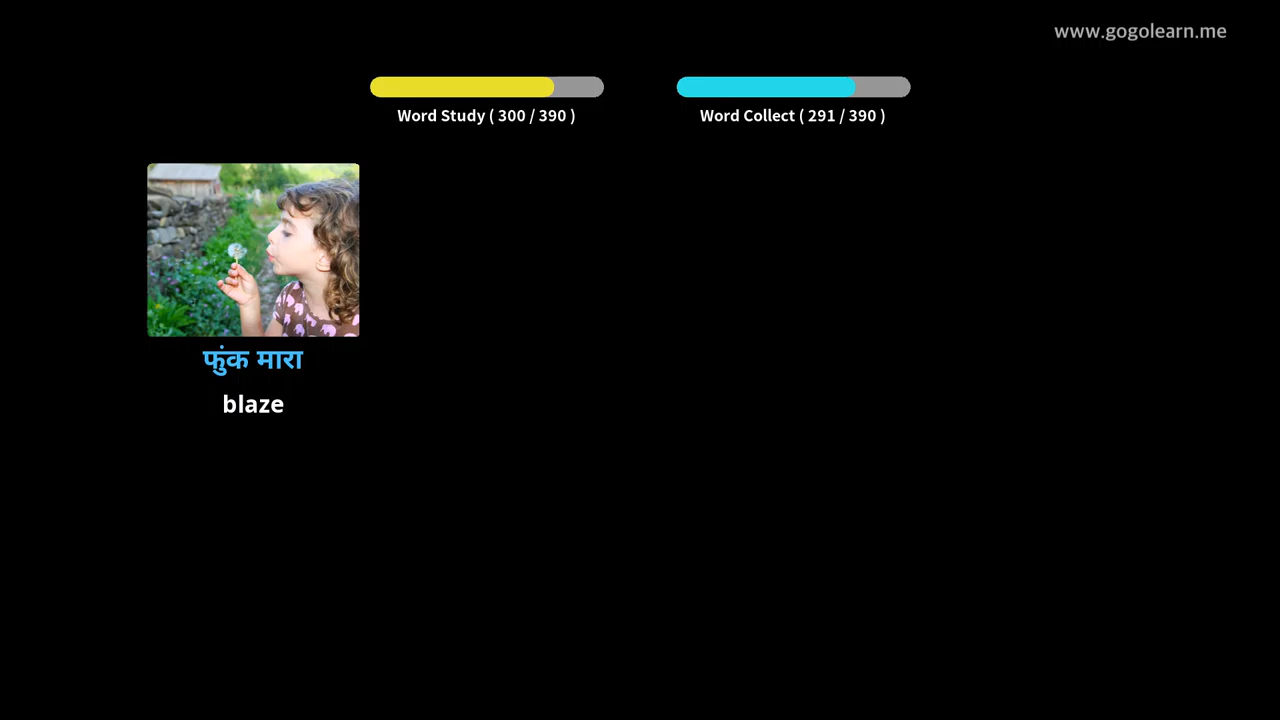 www.gogolearn.me
Word Study ( 300 / 390 )
Word Collect ( 291 / 390 )
फुंक मारा
blaze